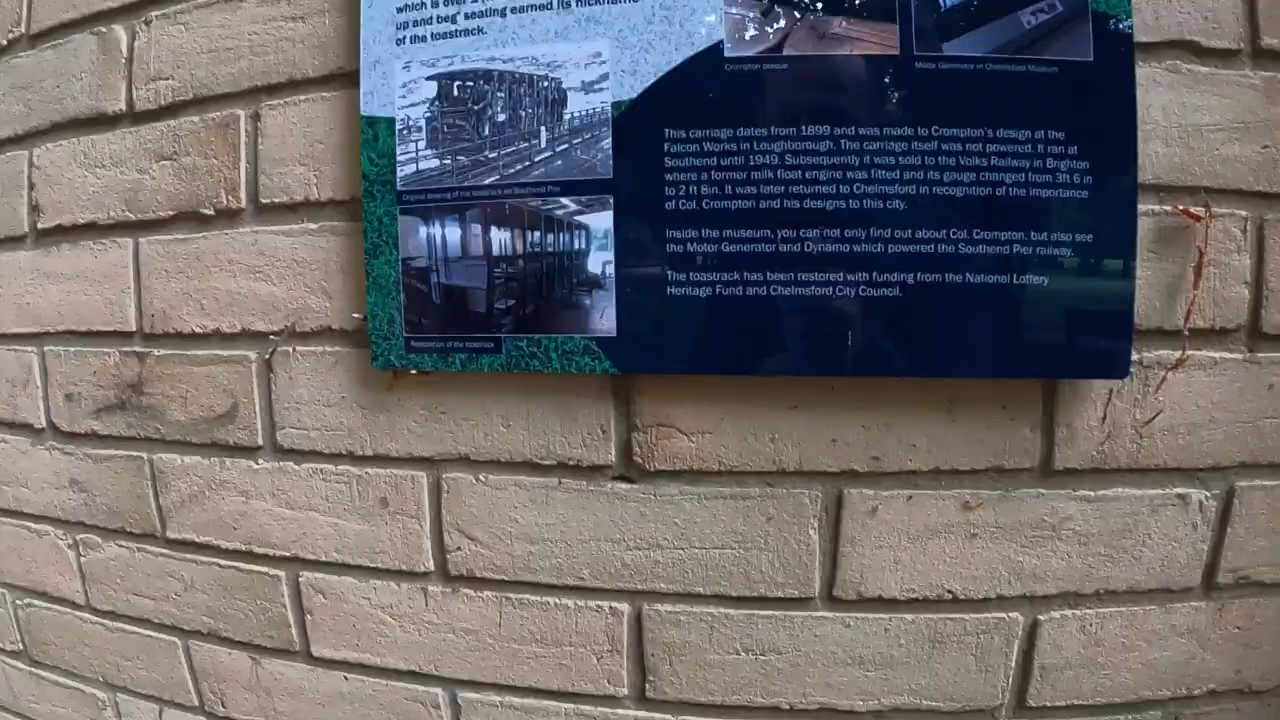 which is over
up and beg' seating earned its nickname
of the toastrack.
Crompton plaque
Motor Generator in Chelmsford Museum
Original drawing of the toastrack on Southend Pier
Restoration of the toastrack
This carriage dates from 1899 and was made to Crompton's design at the
Falcon Works in Loughborough. The carriage itself was not powered. It ran at
Southend until 1949. Subsequently it was sold to the Volks Railway in Brighton
where a former milk float engine was fitted and its gauge changed from 3ft 6 in
to 2 ft 8in. It was later returned to Chelmsford in recognition of the importance
of Col. Crompton and his designs to this city.
Inside the museum, you can not only find out about Col. Crompton, but also see
the Motor Generator and Dynamo which powered the Southend Pier railway.
The toastrack has been restored with funding from the National Lottery
Heritage Fund and Chelmsford City Council.